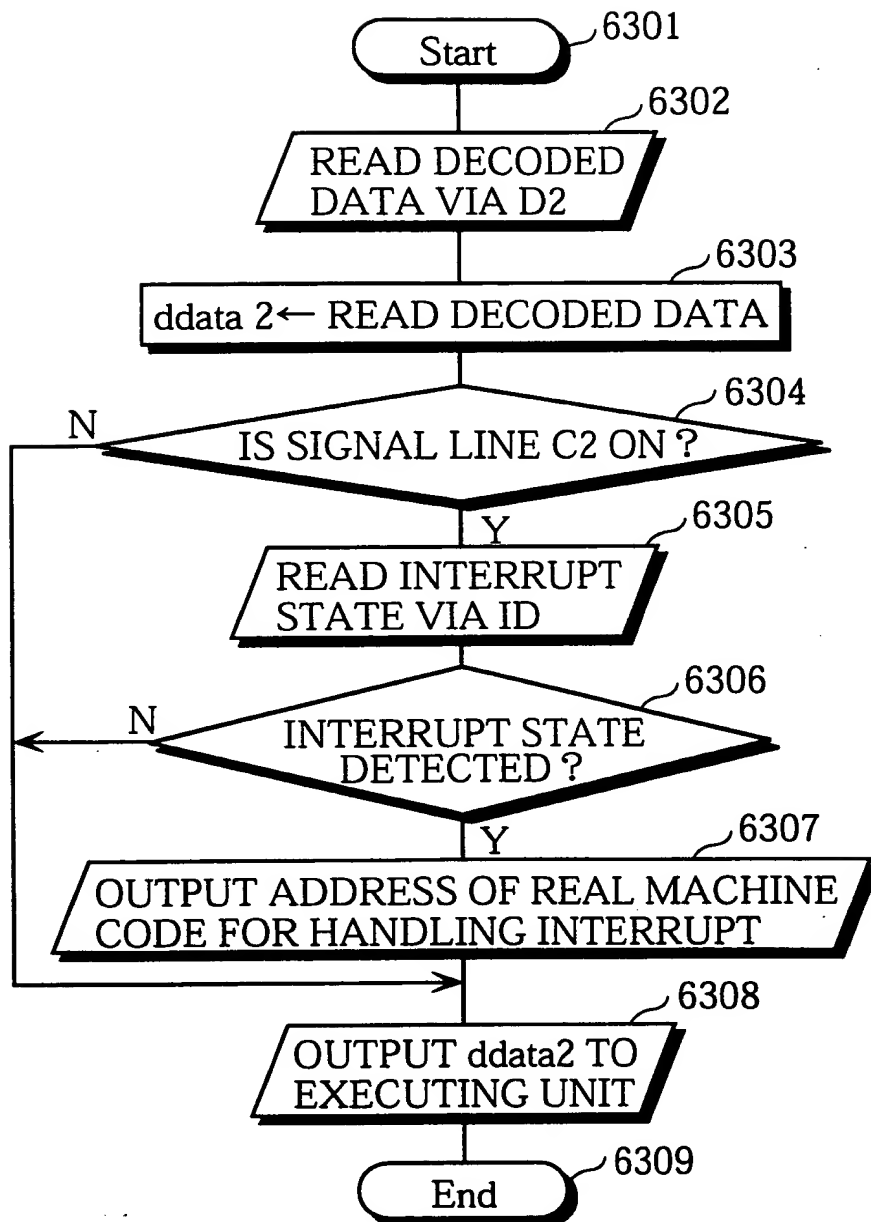 Start
6301
6302
READ DECODED
DATA VIA D2
6303
ddata 2← READ DECODED DATA
6304
N
IS SIGNAL LINE C2 ON ?
Y
6305
READ INTERRUPT
STATE VIA ID
6306
N
INTERRUPT STATE
DETECTED ?
Y
6307
OUTPUT ADDRESS OF REAL MACHINE
CODE FOR HANDLING INTERRUPT
6308
OUTPUT ddata2 TO
EXECUTING UNIT
6309
End